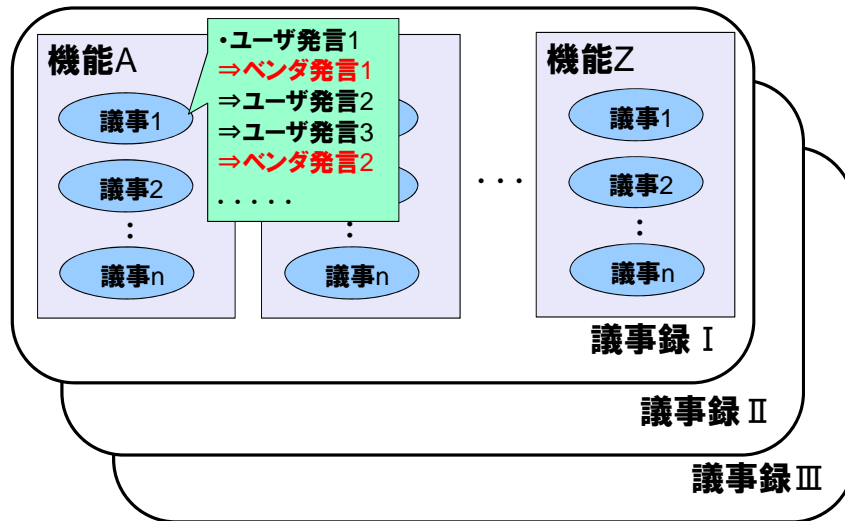 機能A
議事1
議事2
：
議事n
・ユーザ発言1
⇒ベンダ発言1
⇒ユーザ発言2
⇒ユーザ発言3
⇒ベンダ発言2
．．．．．
：
議事n
・・・
機能Z
議事1
議事2
：
議事n
議事録Ⅰ
議事録Ⅱ
議事録Ⅲ